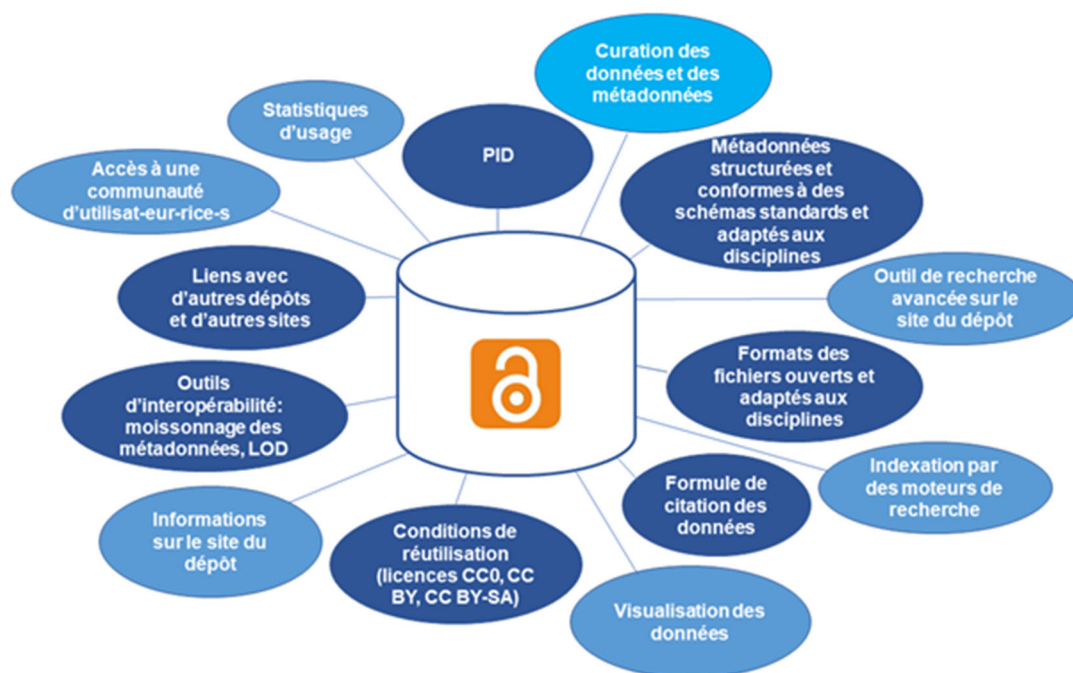 Curation des
données et des
métadonnées
Statistiques
d'usage
PID
Métadonnées
structurées et
conformes à des
schémas standards et
adaptés aux
disciplines
Accès à une
communauté
d'utilisat-eur-rice-s
Liens avec
d'autres dépôts
et d'autres sites
Outil de recherche
avancée sur le
site du dépôt
Formats des
fichiers ouverts et
adaptés aux
disciplines
Outils
d'interopérabilité:
moissonnage des
métadonnées, LOD
Indexation par
des moteurs de
recherche
Formule de
citation des
données
Informations
sur le site du
dépôt
Conditions de
réutilisation
(licences CC0, CC
BY, CC BY-SA)
Visualisation des
données